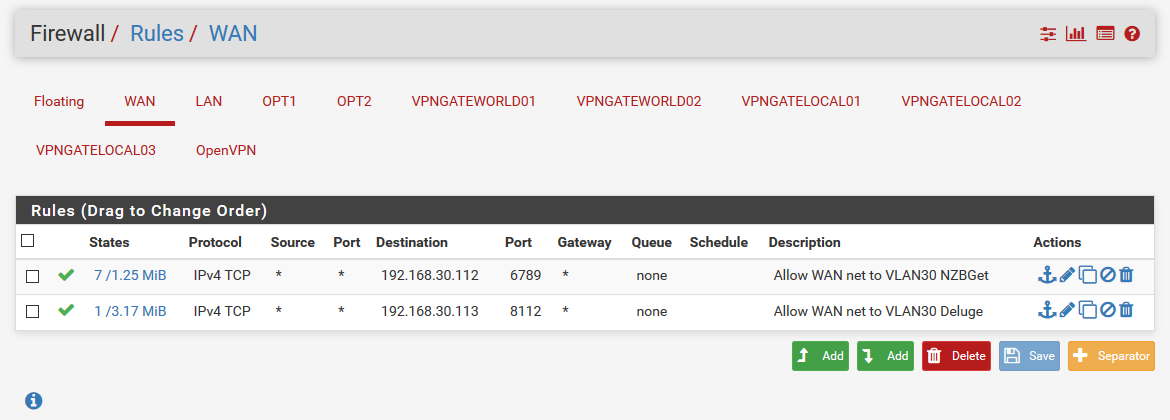 Firewall / Rules / WAN
Floating WAN LAN OPT1 OPT2 VPNGATEWORLD01 VPNGATEWORLD02 VPNGATELOCAL01 VPNGATELOCAL02
VPNGATELOCAL03 OpenVPN
Rules (Drag to Change Order)
States Protocol Source Port Destination Port Gateway Queue Schedule Description Actions
7 /1.25 MiB IPv4 TCP * * 192.168.30.112 6789 * none Allow WAN net to VLAN30 NZBGet
1 /3.17 MiB IPv4 TCP * * 192.168.30.113 8112 * none Allow WAN net to VLAN30 Deluge
Add Add Delete Save Separator